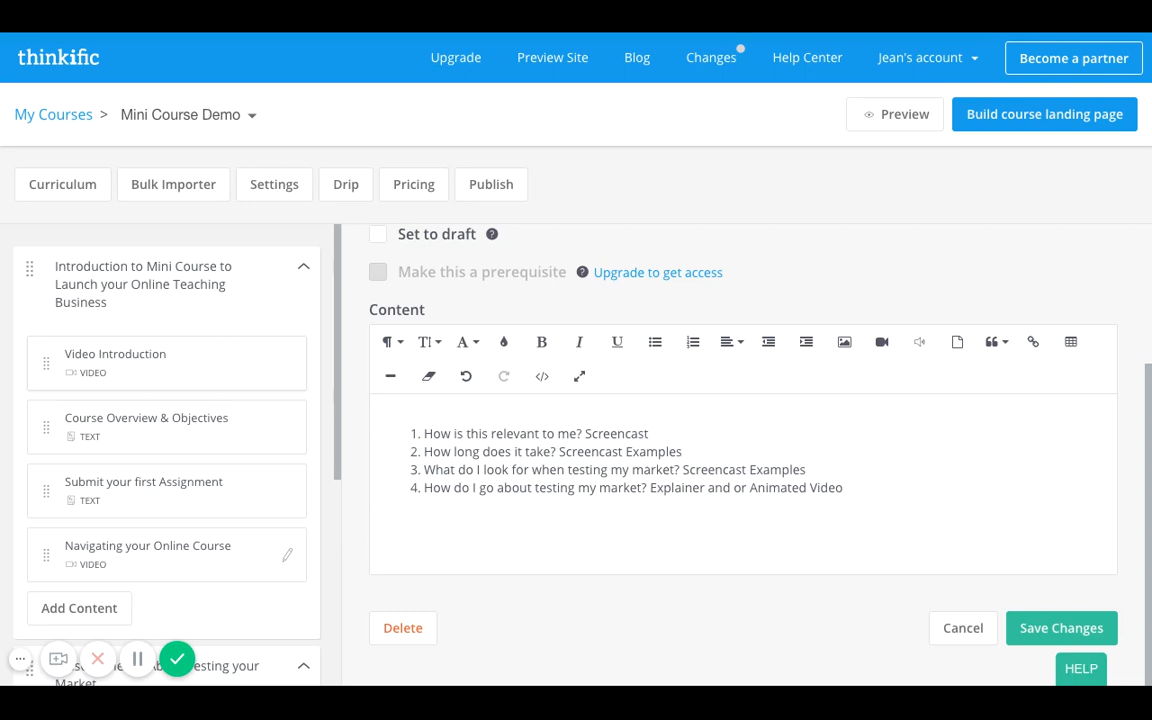 thinkific
Upgrade
Preview Site
Blog
Changes
Help Center
Jean's account
Become a partner
My Courses > Mini Course Demo
Preview
Build course landing page
Curriculum
Bulk Importer
Settings
Drip
Pricing
Publish
Introduction to Mini Course to
Launch your Online Teaching
Business
Video Introduction
VIDEO
Course Overview & Objectives
TEXT
Submit your first Assignment
TEXT
Navigating your Online Course
VIDEO
Add Content
esting your
Market
Set to draft
Make this a prerequisite
Upgrade to get access
Content
1. How is this relevant to me? Screencast
2. How long does it take? Screencast Examples
3. What do I look for when testing my market? Screencast Examples
4. How do I go about testing my market? Explainer and or Animated Video
Delete
Cancel
Save Changes
HELP